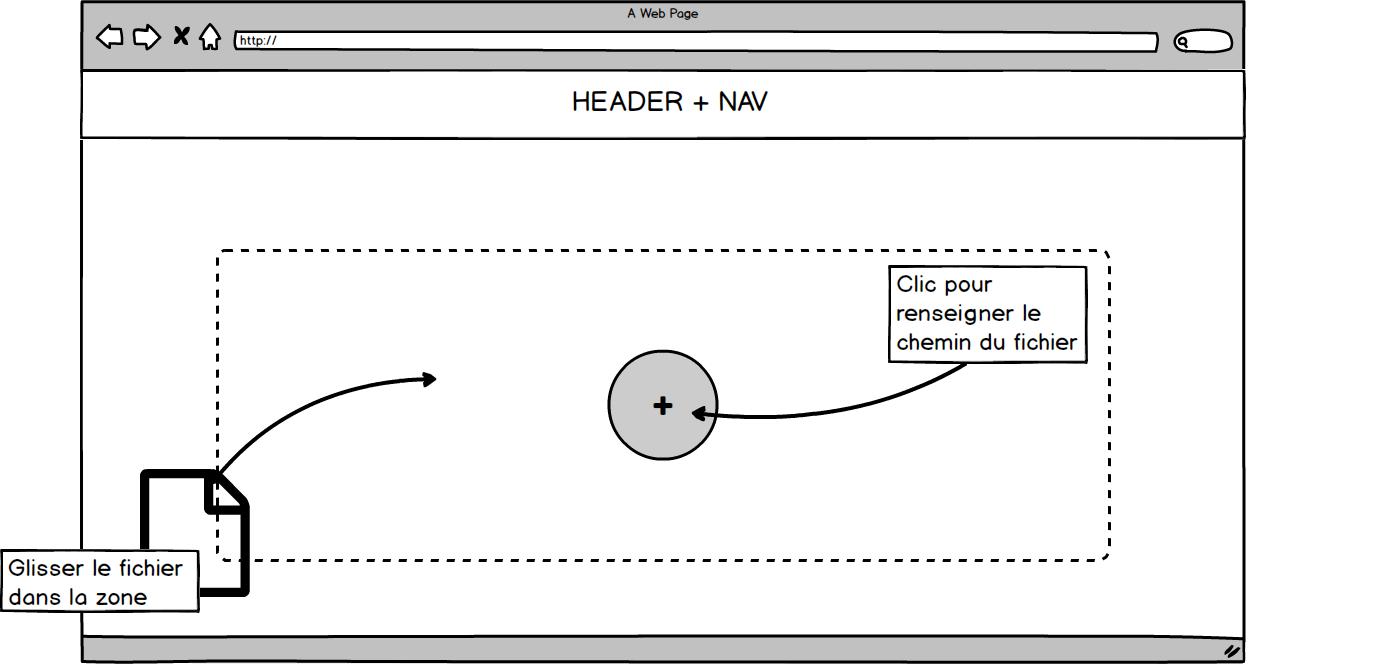 A Web Page
http://
HEADER + NAV
Clic pour
renseigner le
chemin du fichier
Glisser le fichier
dans la zone